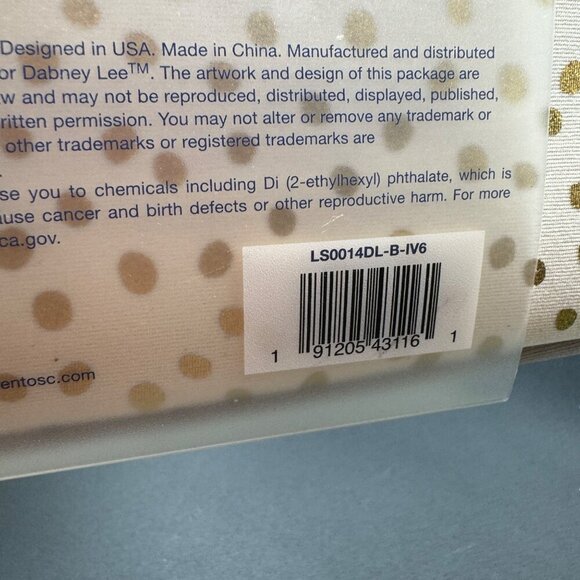 Designed in USA. Made in China. Manufactured and distributed
or Dabney Lee™. The artwork and design of this package are
w and may not be reproduced, distributed, displayed, published,
ritten permission. You may not alter or remove any trademark or
other trademarks or registered trademarks are
se you to chemicals including Di (2-ethylhexyl) phthalate, which is
ause cancer and birth defects or other reproductive harm. For more
ca.gov.
LS0014DL-B-IV6
1 91205 43116 1
entosc.com